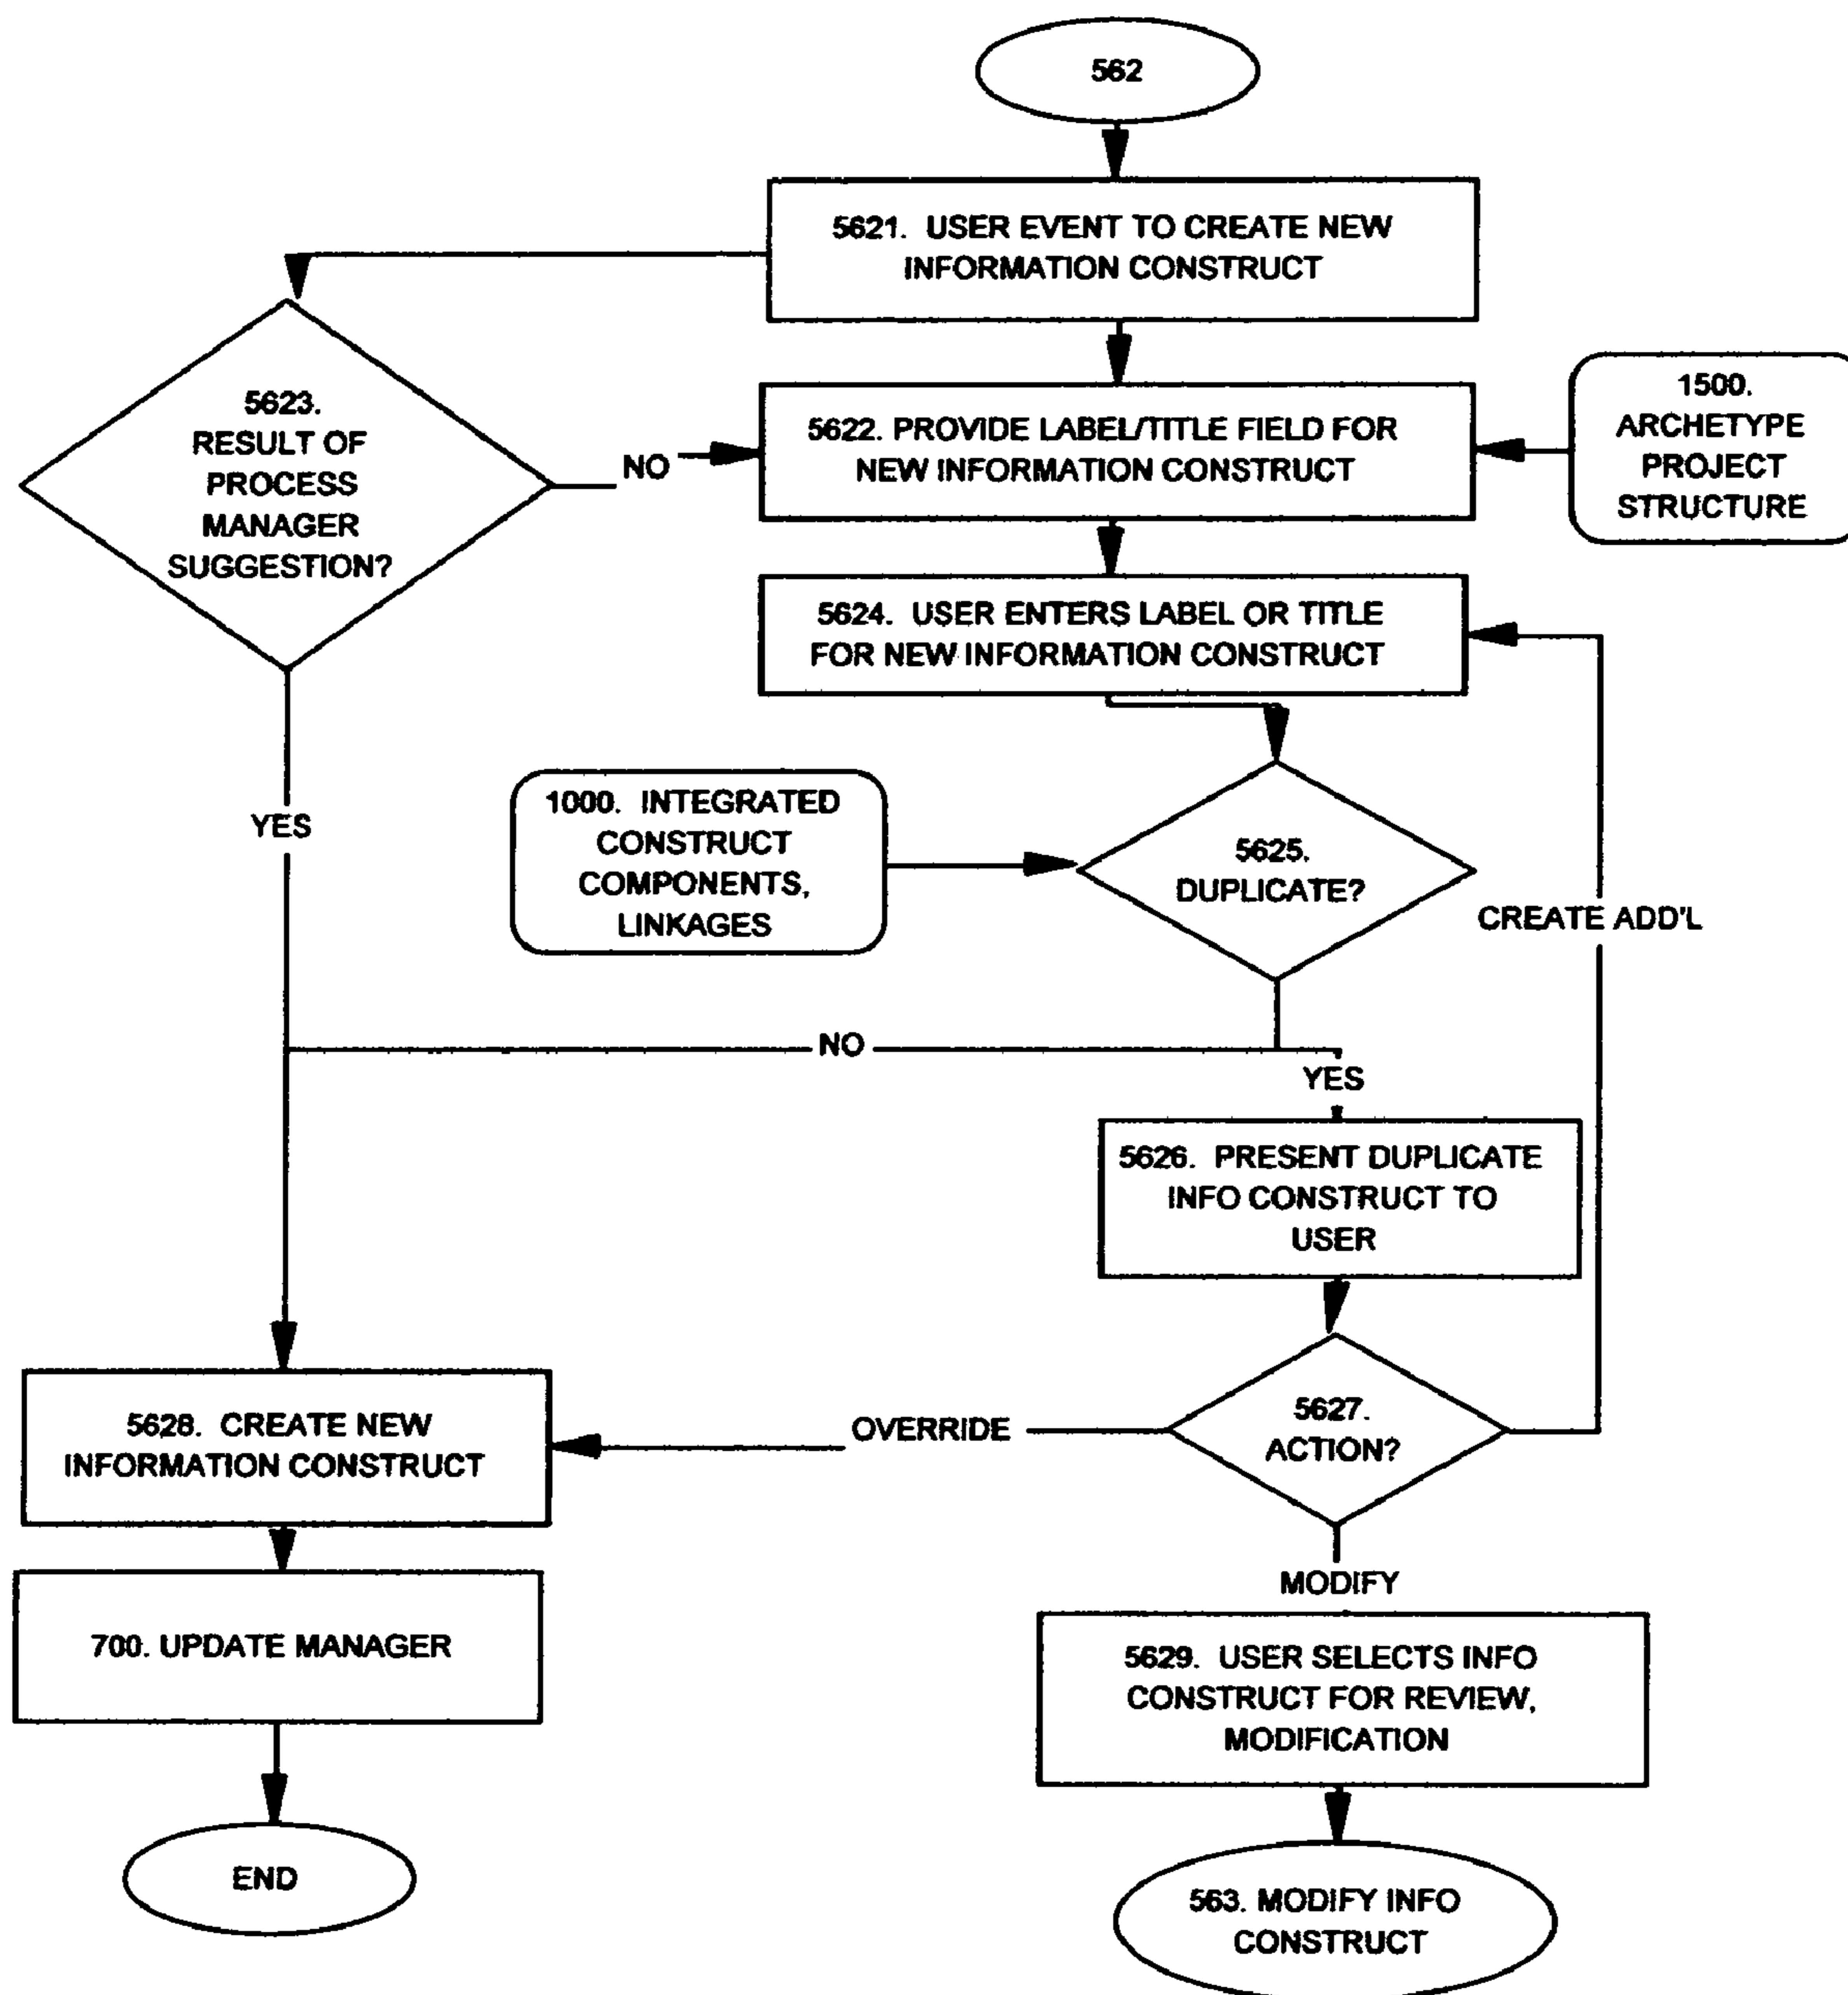 562
5621. USER EVENT TO CREATE NEW
INFORMATION CONSTRUCT
5623.
RESULT OF
PROCESS
MANAGER
SUGGESTION?
NO
5622. PROVIDE LABEL/TITLE FIELD FOR
NEW INFORMATION CONSTRUCT
1500.
ARCHETYPE
PROJECT
STRUCTURE
5624. USER ENTERS LABEL OR TITLE
FOR NEW INFORMATION CONSTRUCT
YES
1000. INTEGRATED
CONSTRUCT
COMPONENTS,
LINKAGES
5625.
DUPLICATE?
CREATE ADD'L
NO
YES
5626. PRESENT DUPLICATE
INFO CONSTRUCT TO
USER
5628. CREATE NEW
INFORMATION CONSTRUCT
OVERRIDE
5627.
ACTION?
MODIFY
700. UPDATE MANAGER
5629. USER SELECTS INFO
CONSTRUCT FOR REVIEW,
MODIFICATION
END
563. MODIFY INFO
CONSTRUCT